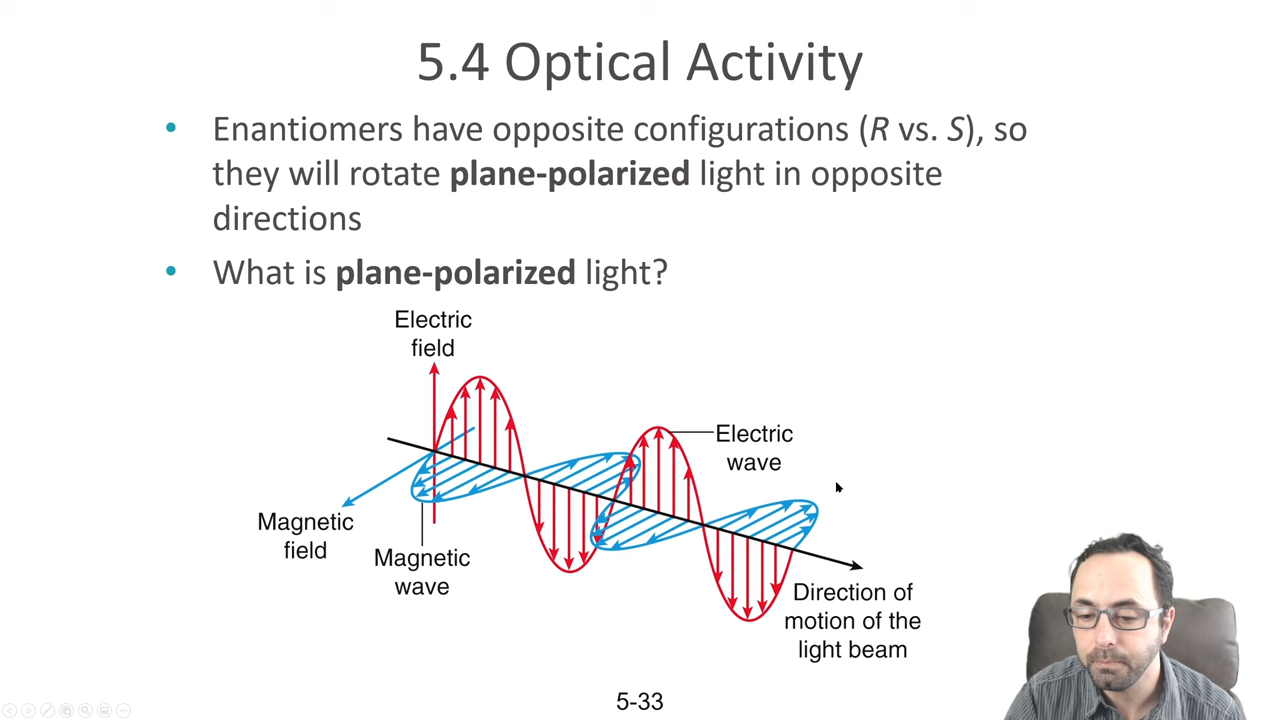 5.4 Optical Activity
• Enantiomers have opposite configurations (R vs. S), so
they will rotate plane-polarized light in opposite
directions
• What is plane-polarized light?
Electric
field
Electric
wave
Magnetic
field
Magnetic
wave
Direction of
motion of the
light beam
5-33